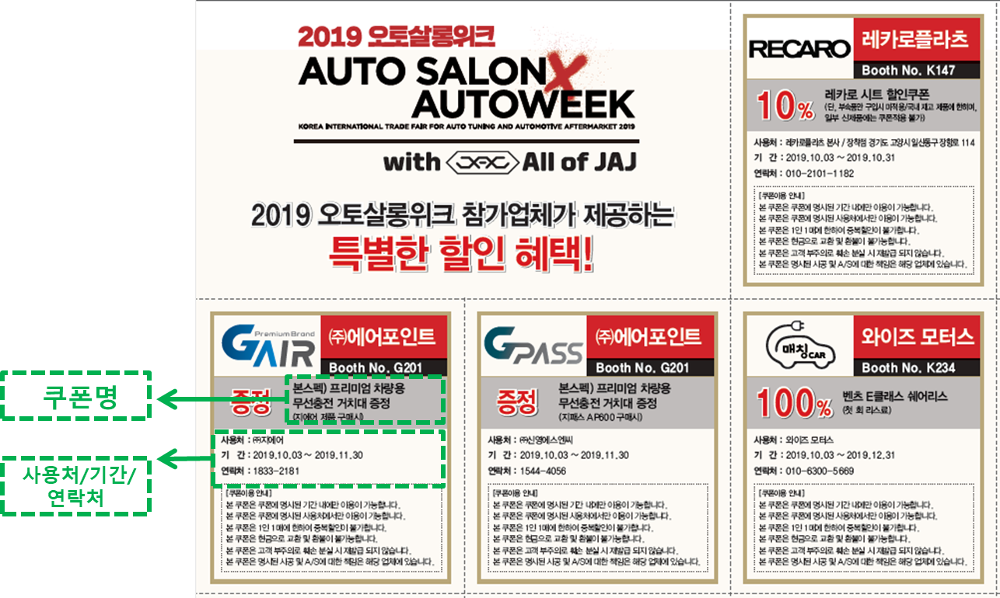 2019 오토살롱위크
AUTO SALON X
AUTOWEEK
KOREA INTERNATIONAL TRADE FAIR FOR AUTO TUNING AND AUTOMOTIVE AFTERMARKET 2019
with All of JAJ
2019 오토살롱위크 참가업체가 제공하는
특별한 할인 혜택!
RECARO
레카로플라츠
Booth No. K147
10%
레카로 시트 할인쿠폰
(단, 부속품만 구입시 미적용/국내 재고 제품에 한하며,
일부 신제품에는 쿠폰적용 불가)
사용처 : 레카로플라츠 본사 / 장착점 경기도 고양시 일산동구 장항로 114
기 간 : 2019.10.03 ~ 2019.10.31
연락처 : 010-2101-1182
[쿠폰이용 안내]
본 쿠폰은 쿠폰에 명시된 기간 내에만 이용이 가능합니다.
본 쿠폰은 쿠폰에 명시된 사용처에서만 이용이 가능합니다.
본 쿠폰은 1인 1매에 한하여 중복할인이 불가합니다.
본 쿠폰은 현금으로 교환 및 환불이 불가능합니다.
본 쿠폰은 고객 부주의로 훼손 분실 시 재발급 되지 않습니다.
본 쿠폰은 명시된 시공 및 A/S에 대한 책임은 해당 업체에 있습니다.
쿠폰명
사용처/기간/
연락처
Premium Brand
GAIR
㈜에어포인트
Booth No. G201
증정
본스펙) 프리미엄 차량용
무선충전 거치대 증정
(지에어 제품 구매시)
사용처 : ㈜지에어
기 간 : 2019.10.03 ~ 2019.11.30
연락처 : 1833-2181
[쿠폰이용 안내]
본 쿠폰은 쿠폰에 명시된 기간 내에만 이용이 가능합니다.
본 쿠폰은 쿠폰에 명시된 사용처에서만 이용이 가능합니다.
본 쿠폰은 1인 1매에 한하여 중복할인이 불가합니다.
본 쿠폰은 현금으로 교환 및 환불이 불가능합니다.
본 쿠폰은 고객 부주의로 훼손 분실 시 재발급 되지 않습니다.
본 쿠폰은 명시된 시공 및 A/S에 대한 책임은 해당 업체에 있습니다.
GPASS
㈜에어포인트
Booth No. G201
증정
본스펙) 프리미엄 차량용
무선충전 거치대 증정
(지패스 AP600 구매시)
사용처 : ㈜신영에스엔씨
기 간 : 2019.10.03 ~ 2019.11.30
연락처 : 1544-4056
[쿠폰이용 안내]
본 쿠폰은 쿠폰에 명시된 기간 내에만 이용이 가능합니다.
본 쿠폰은 쿠폰에 명시된 사용처에서만 이용이 가능합니다.
본 쿠폰은 1인 1매에 한하여 중복할인이 불가합니다.
본 쿠폰은 현금으로 교환 및 환불이 불가능합니다.
본 쿠폰은 고객 부주의로 훼손 분실 시 재발급 되지 않습니다.
본 쿠폰은 명시된 시공 및 A/S에 대한 책임은 해당 업체에 있습니다.
매칭CAR
와이즈 모터스
Booth No. K234
100%
벤츠 E클래스 쉐어리스
(첫 회 리스료)
사용처 : 와이즈 모터스
기 간 : 2019.10.03 ~ 2019.12.31
연락처 : 010-6300-5669
[쿠폰이용 안내]
본 쿠폰은 쿠폰에 명시된 기간 내에만 이용이 가능합니다.
본 쿠폰은 쿠폰에 명시된 사용처에서만 이용이 가능합니다.
본 쿠폰은 1인 1매에 한하여 중복할인이 불가합니다.
본 쿠폰은 현금으로 교환 및 환불이 불가능합니다.
본 쿠폰은 고객 부주의로 훼손 분실 시 재발급 되지 않습니다.
본 쿠폰은 명시된 시공 및 A/S에 대한 책임은 해당 업체에 있습니다.